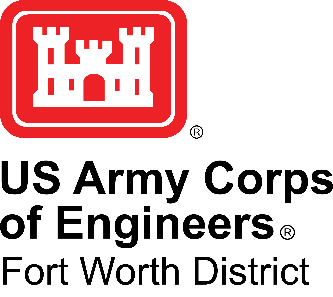 ®
US Army Corps
of Engineers ®
Fort Worth District